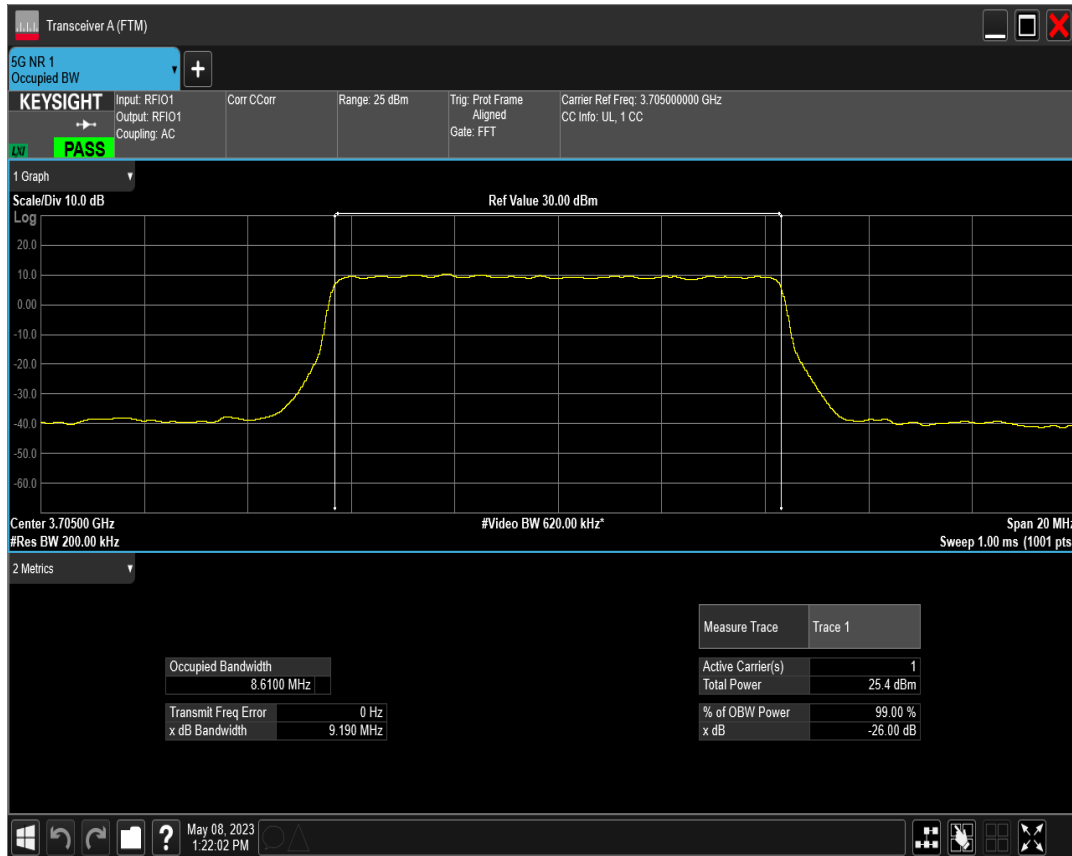 Transceiver A (FTM)
5G NR 1
Occupied BW
+
KEYSIGHT
LXI
PASS
Input: RFIO1
Output: RFIO1
Coupling: AC
Corr CCorr
Range: 25 dBm
Trig: Prot Frame
Aligned
Gate: FFT
Carrier Ref Freq: 3.705000000 GHz
CC Info: UL, 1 CC
1 Graph
Scale/Div 10.0 dB
Ref Value 30.00 dBm
Log
20.0
10.0
0.00
-10.0
-20.0
-30.0
-40.0
-50.0
-60.0
Center 3.70500 GHz
#Video BW 620.00 kHz*
Span 20 MHz
#Res BW 200.00 kHz
Sweep 1.00 ms (1001 pts
2 Metrics
Measure Trace Trace 1
Occupied Bandwidth
8.6100 MHz
Active Carrier(s) 1
Total Power 25.4 dBm
Transmit Freq Error 0 Hz
x dB Bandwidth 9.190 MHz
% of OBW Power 99.00 %
x dB -26.00 dB
?
May 08, 2023
1:22:02 PM